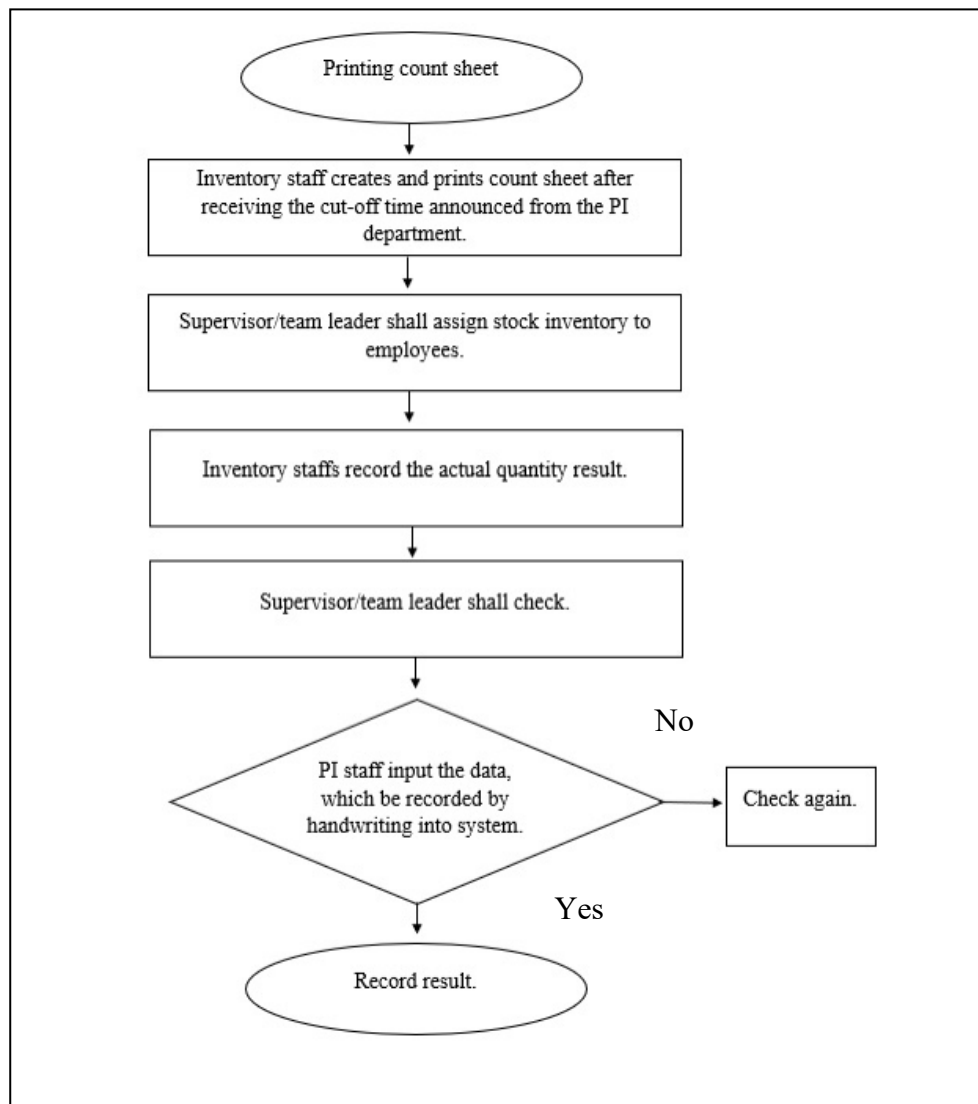 Printing count sheet
Inventory staff creates and prints count sheet after
receiving the cut-off time announced from the PI
department.
Supervisor/team leader shall assign stock inventory to
employees.
Inventory staffs record the actual quantity result.
Supervisor/team leader shall check.
No
PI staff input the data,
which be recorded by
handwriting into system.
Check again.
Yes
Record result.